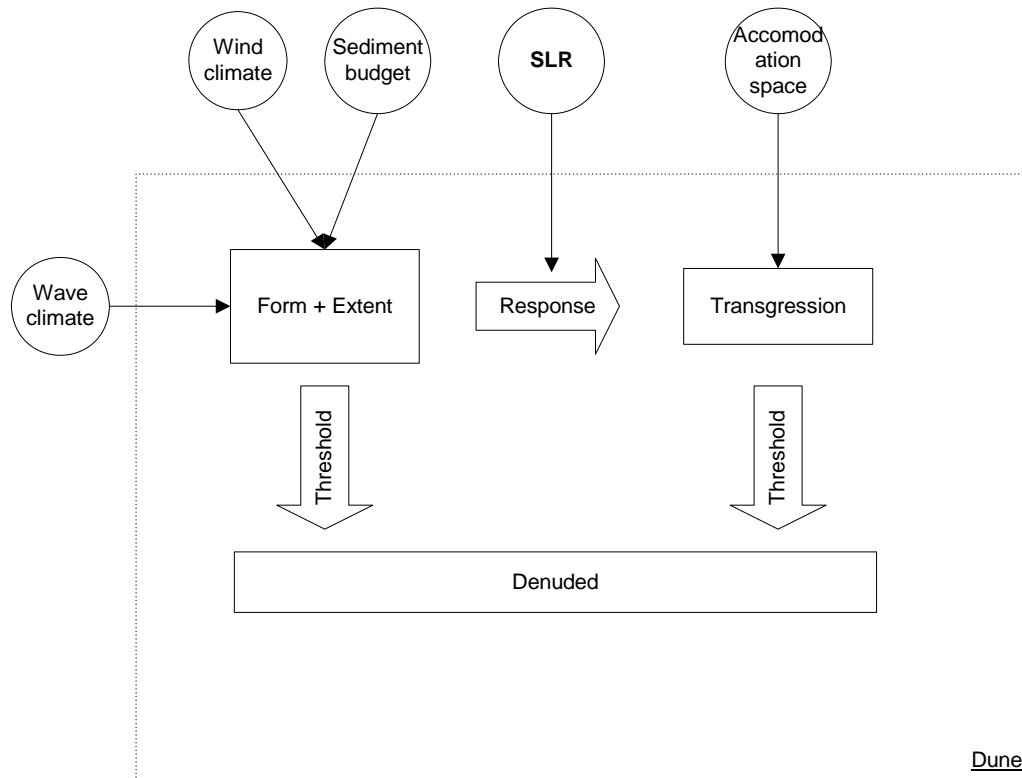 Wind
climate
Sediment
budget
SLR
Accomod
ation
space
Wave
climate
Form + Extent
Response
Transgression
Threshold
Threshold
Denuded
Dune